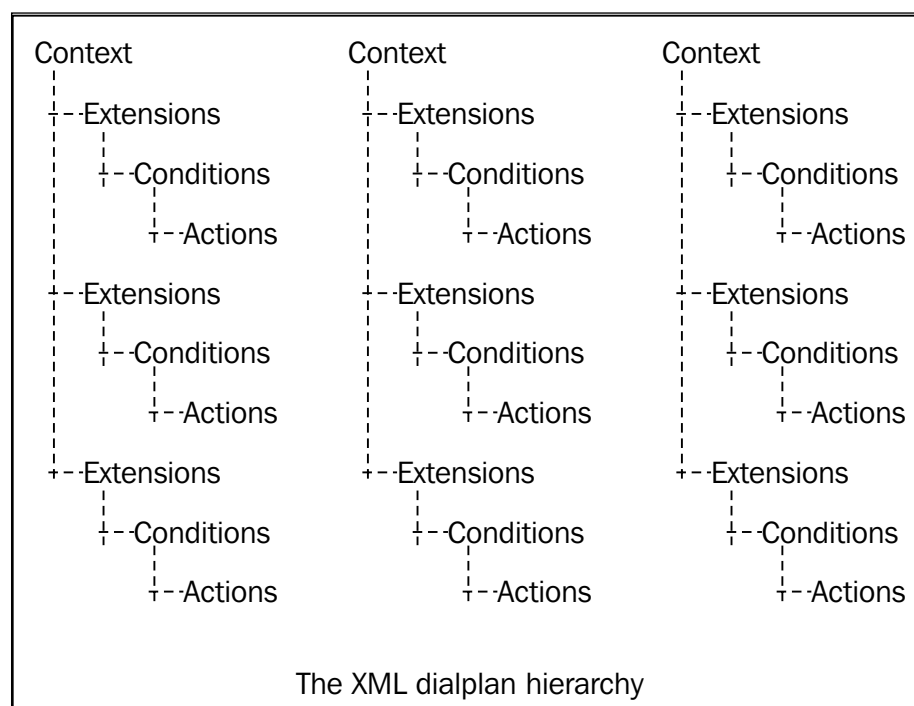 Context Context Context
Extensions Extensions Extensions
Conditions Conditions Conditions
Actions Actions Actions
Extensions Extensions Extensions
Conditions Conditions Conditions
Actions Actions Actions
Extensions Extensions Extensions
Conditions Conditions Conditions
Actions Actions Actions
The XML dialplan hierarchy